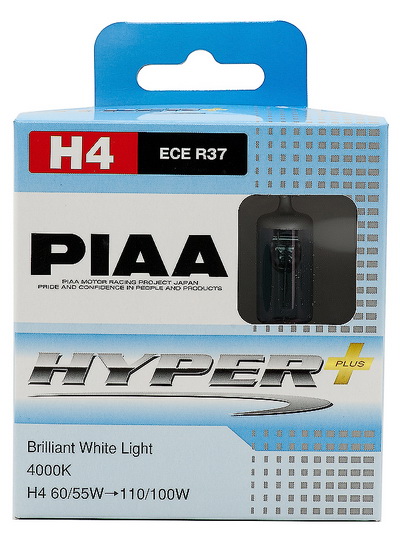 H4 ECE R37
PIAA
PIAA MOTOR RACING PROJECT JAPAN
PRIDE AND CONFIDENCE IN PEOPLE AND PRODUCTS
HYPER+ PLUS
Brilliant White Light
4000K
H4 60/55W→110/100W